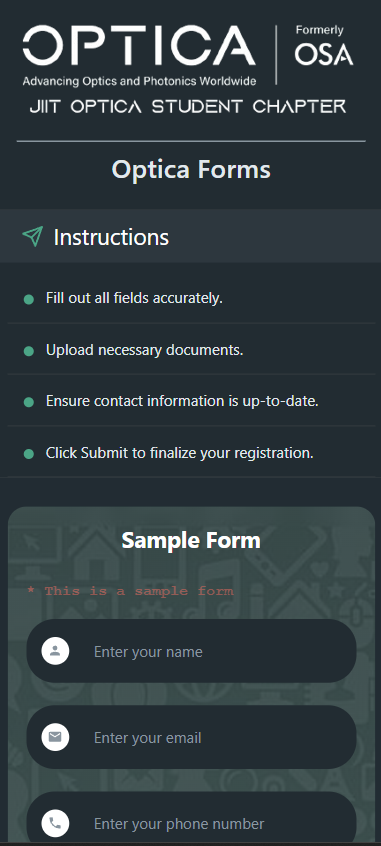 OPTICA
Formerly
OSA
Advancing Optics and Photonics Worldwide
JIIT OPTICA STUDENT CHAPTER
Optica Forms
Instructions
Fill out all fields accurately.
Upload necessary documents.
Ensure contact information is up-to-date.
Click Submit to finalize your registration.
Sample Form
* This is a sample form
Enter your name
Enter your email
Enter your phone number